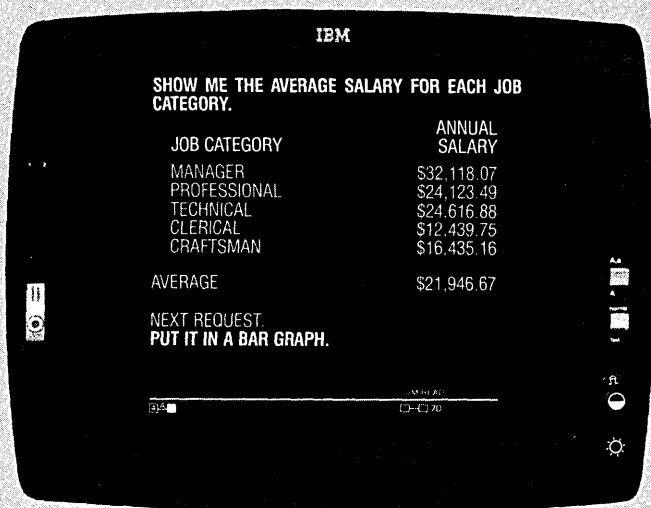 IBM
SHOW ME THE AVERAGE SALARY FOR EACH JOB
CATEGORY.
ANNUAL
JOB CATEGORY SALARY
MANAGER $32,118.07
PROFESSIONAL $24,123.49
TECHNICAL $24.616.88
CLERICAL $12.439.75
CRAFTSMAN $16,435.16
AVERAGE $21,946.67
NEXT REQUEST.
PUT IT IN A BAR GRAPH.